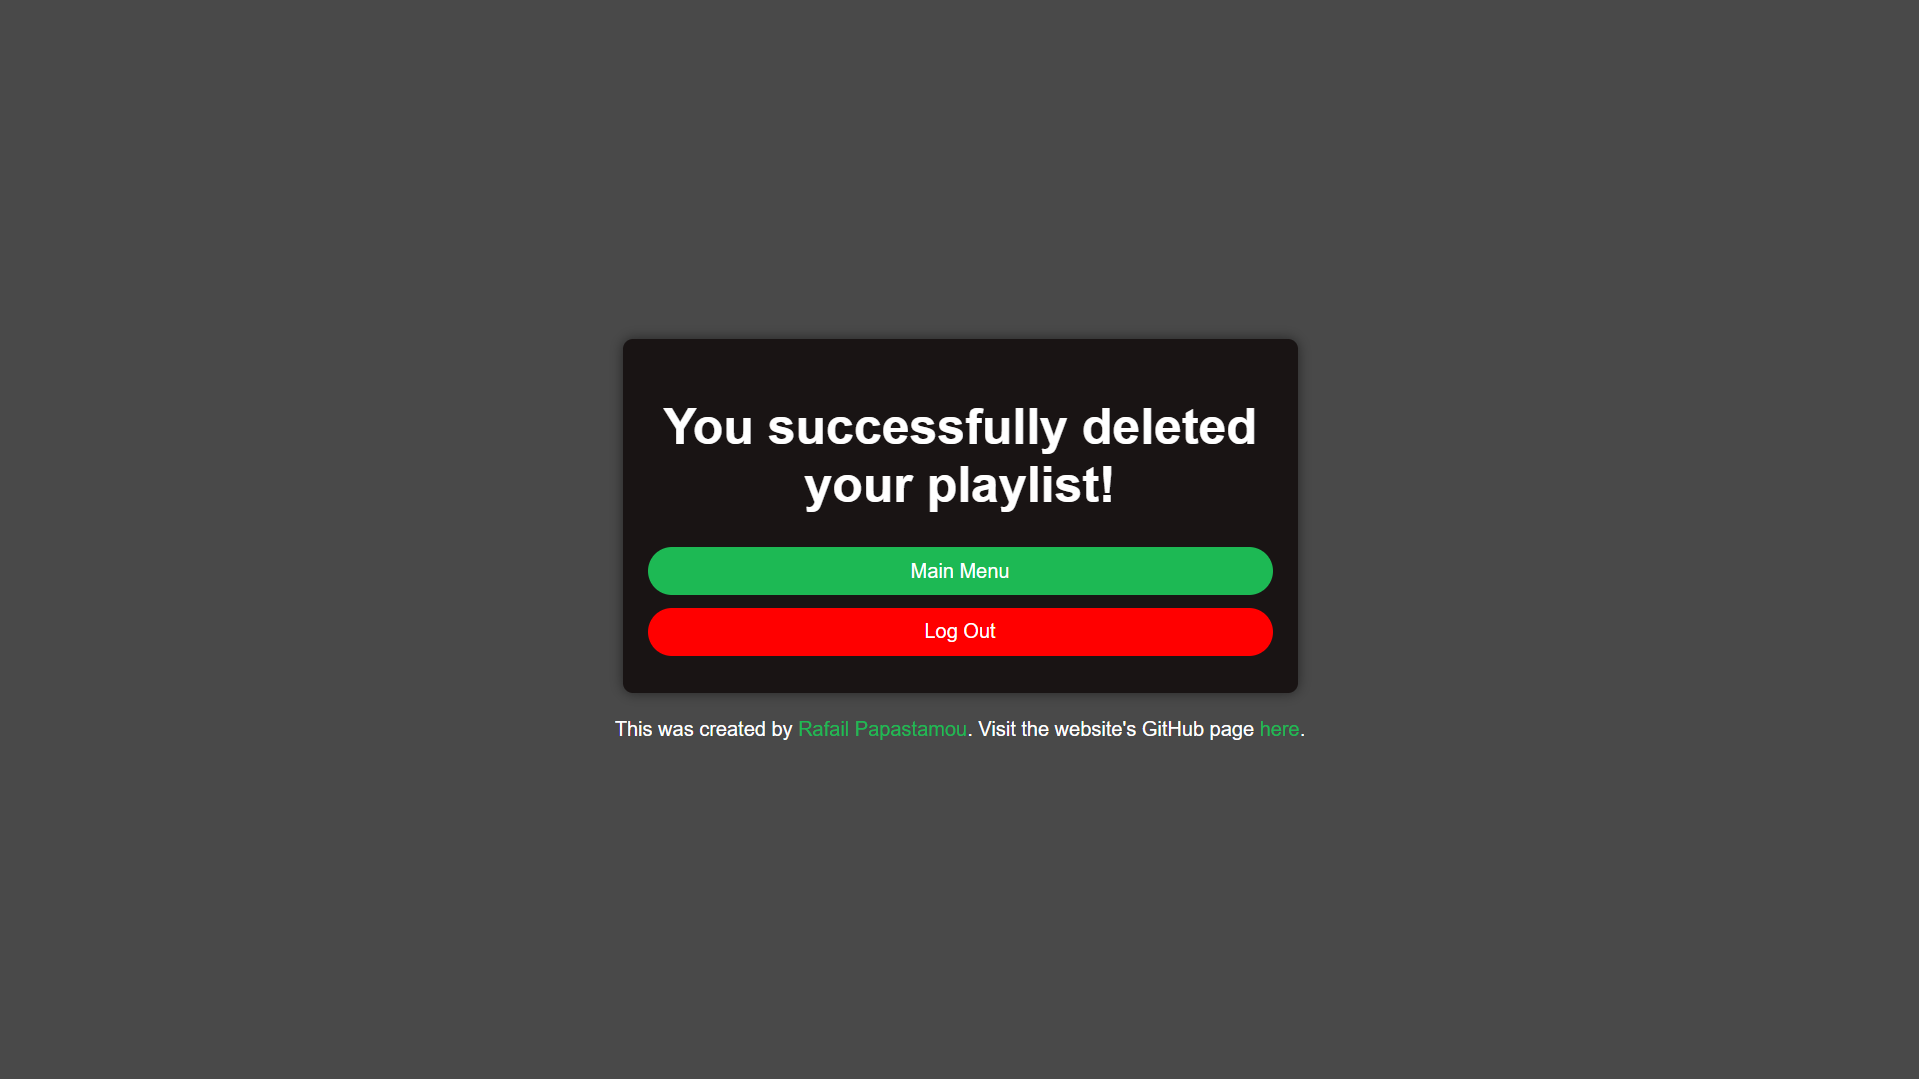 You successfully deleted
your playlist!
Main Menu
Log Out
This was created by Rafail Papastamou. Visit the website's GitHub page here.